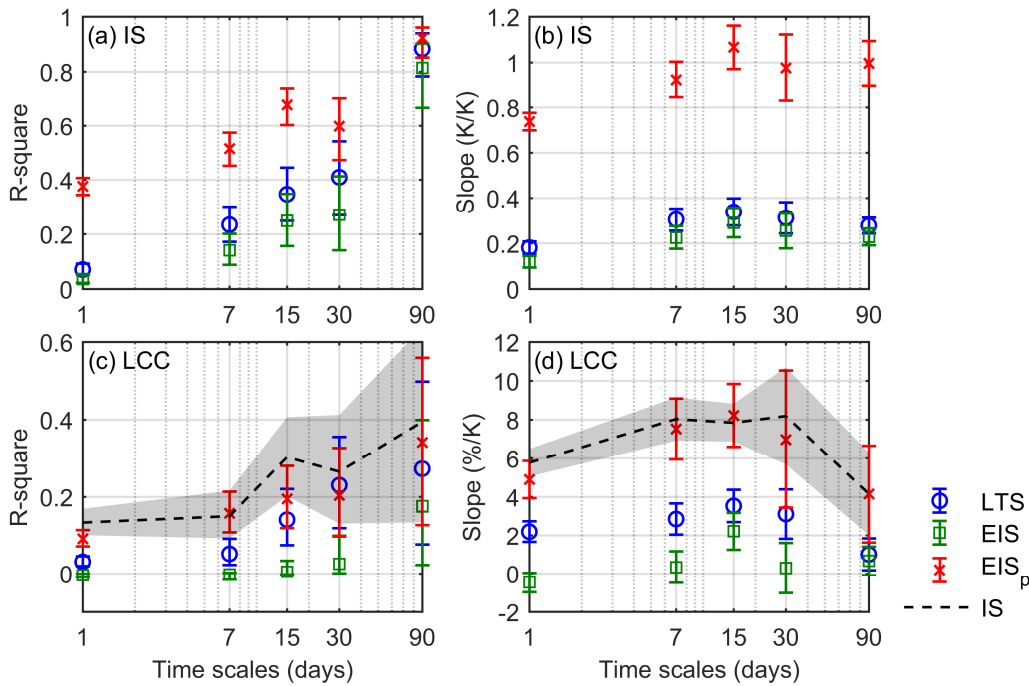 (a) IS
R-square
1
0.8
0.6
0.4
0.2
0
1 7 15 30 90
(b) IS
Slope (K/K)
1.2
1
0.8
0.6
0.4
0.2
0
1 7 15 30 90
(c) LCC
R-square
0.6
0.4
0.2
0
1 7 15 30 90
Time scales (days)
(d) LCC
Slope (%/K)
12
10
8
6
4
2
0
-2
1 7 15 30 90
Time scales (days)
LTS
EIS
EISp
IS